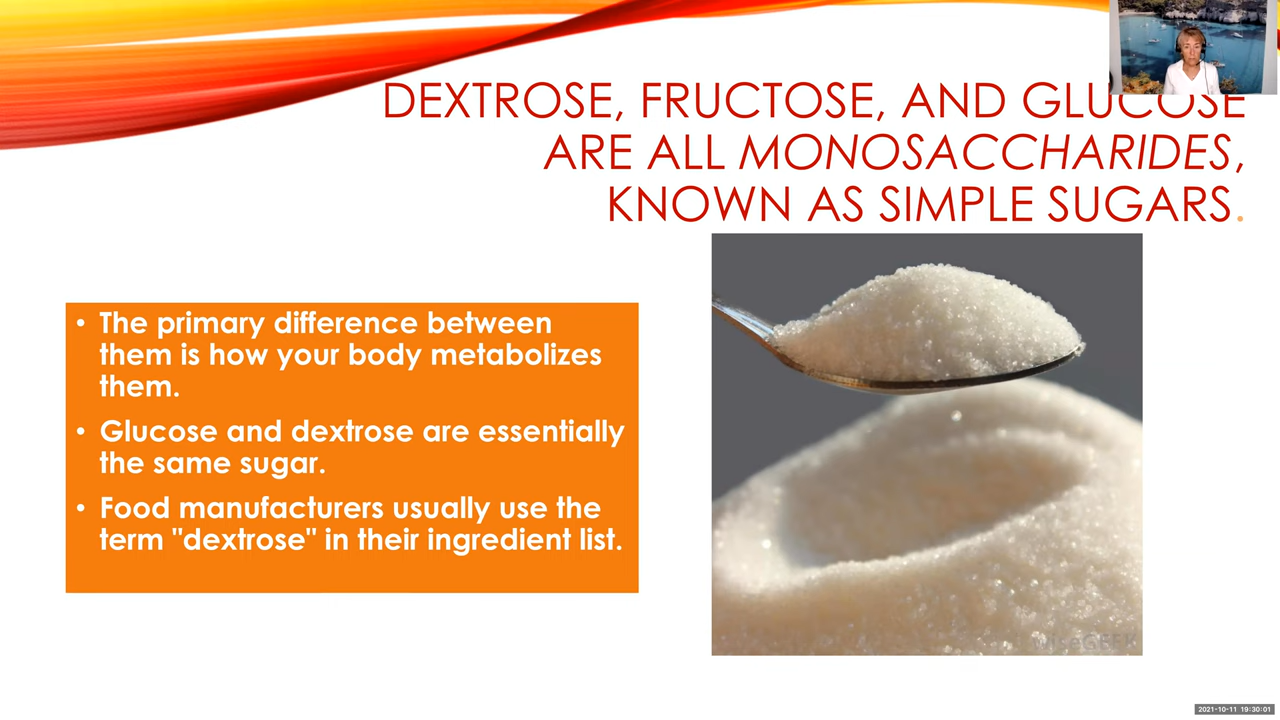 DEXTROSE, FRUCTOSE, AND GLUCOSE
ARE ALL MONOSACCHARIDES,
KNOWN AS SIMPLE SUGARS.
• The primary difference between
them is how your body metabolizes
them.
• Glucose and dextrose are essentially
the same sugar.
• Food manufacturers usually use the
term "dextrose" in their ingredient list.
wiseGEEK
2021-10-11 19:30:01